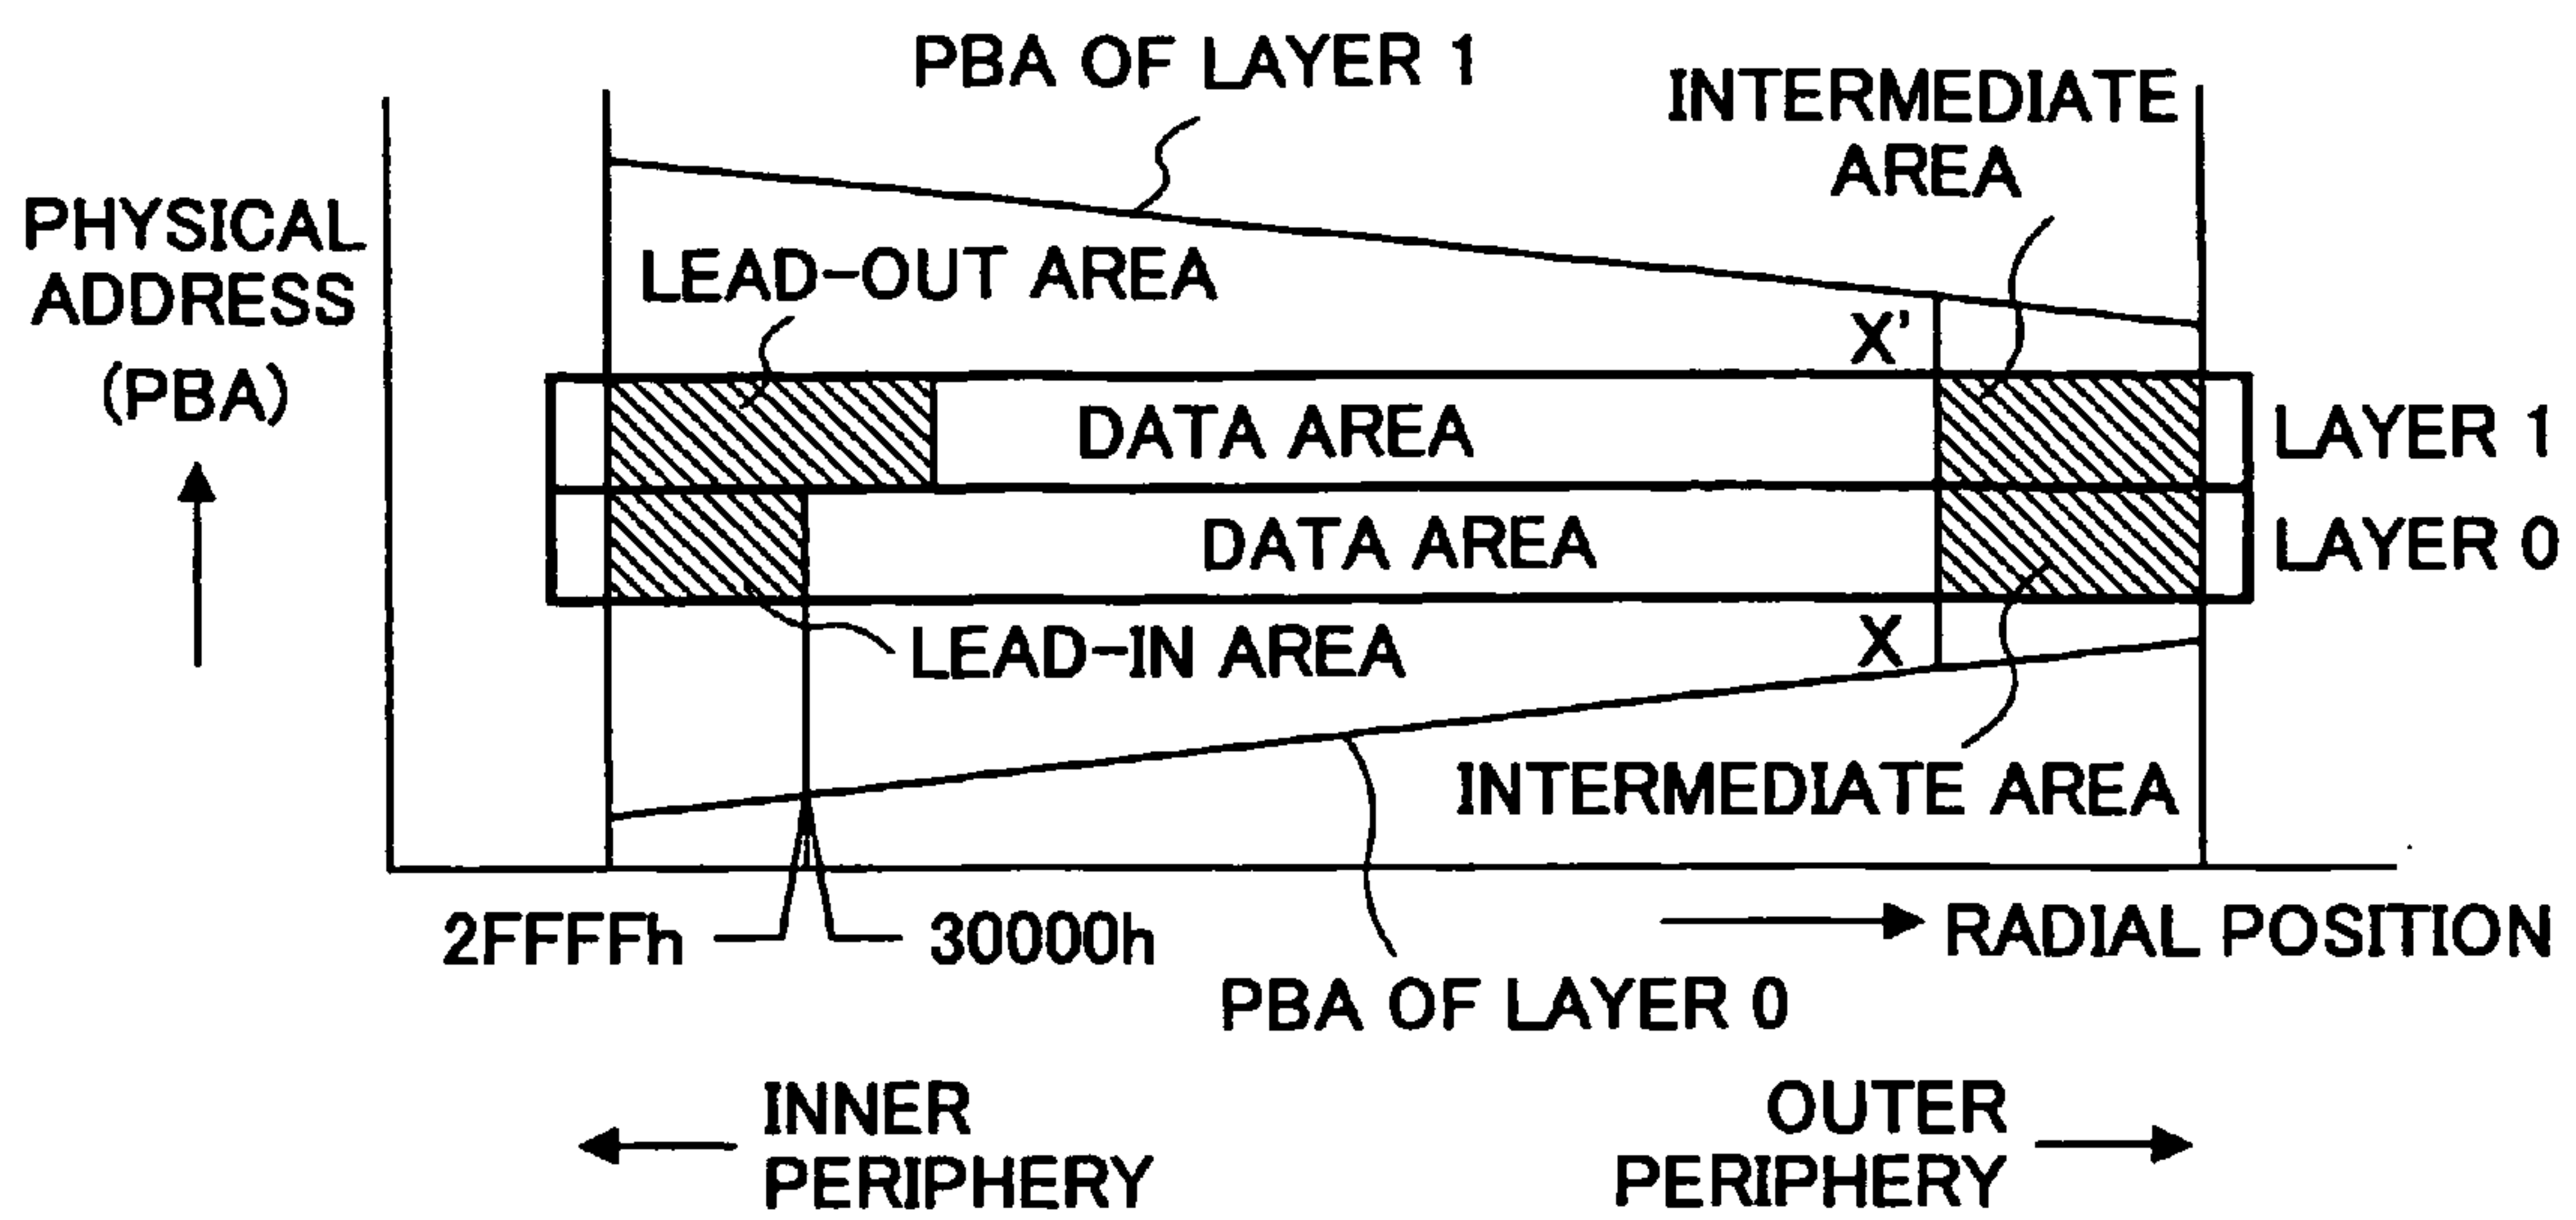 PBA OF LAYER 1
INTERMEDIATE
AREA
PHYSICAL
ADDRESS
(PBA)
LEAD-OUT AREA
X'
DATA AREA
LAYER 1
DATA AREA
LAYER 0
LEAD-IN AREA
X
INTERMEDIATE AREA
2FFFFh
30000h
RADIAL POSITION
PBA OF LAYER 0
INNER
PERIPHERY
OUTER
PERIPHERY